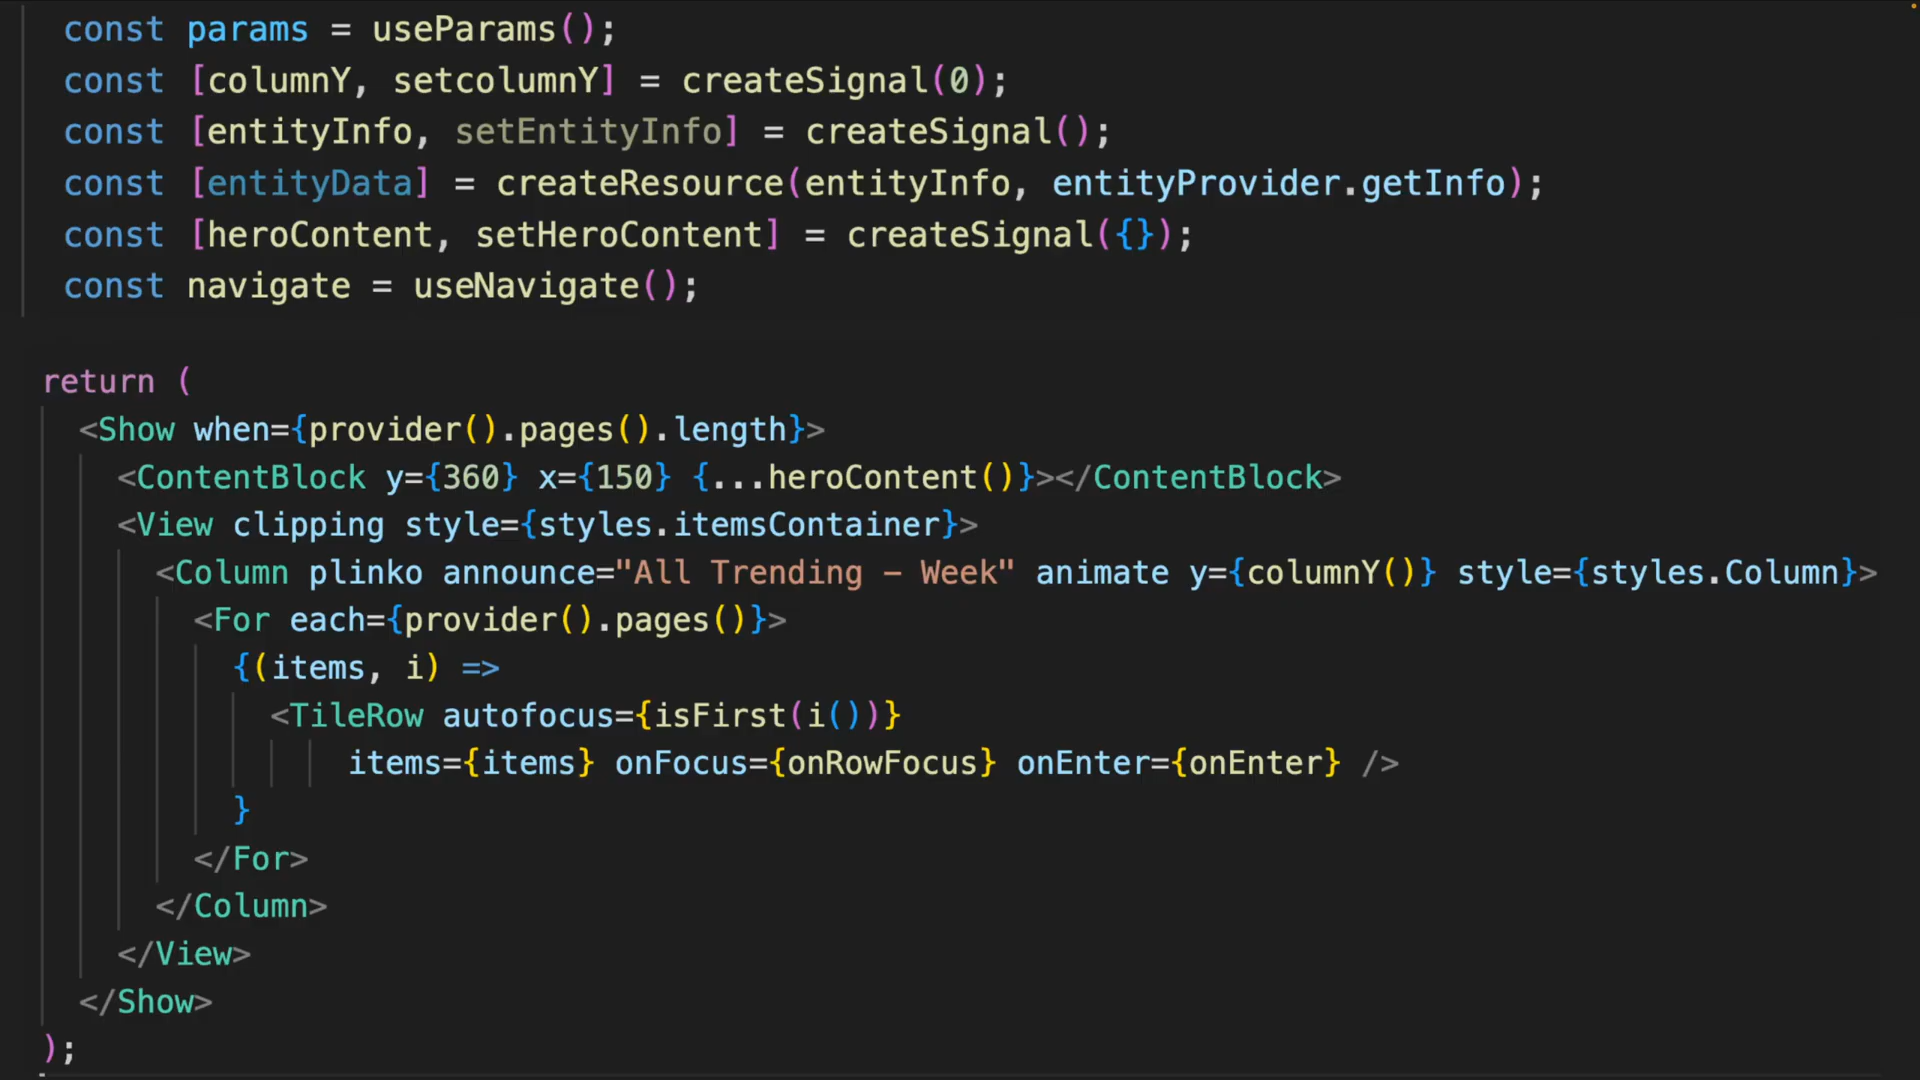 const params = useParams();
const [columnY, setcolumnY] = createSignal(0);
const [entityInfo, setEntityInfo] = createSignal();
const [entityData] = createResource(entityInfo, entityProvider.getInfo);
const [heroContent, setHeroContent] = createSignal({});
const navigate = useNavigate();
return (
<Show when={provider().pages().length}>
<ContentBlock y={360} x={150} {...heroContent()}></ContentBlock>
<View clipping style={styles.itemsContainer}>
<Column plinko announce="All Trending – Week" animate y={columnY()} style={styles.Column}>
<For each={provider().pages()}>
{(items, i) =>
<TileRow autofocus={isFirst(i())}
items={items} onFocus={onRowFocus} onEnter={onEnter} />
}
</For>
</Column>
</View>
</Show>
);